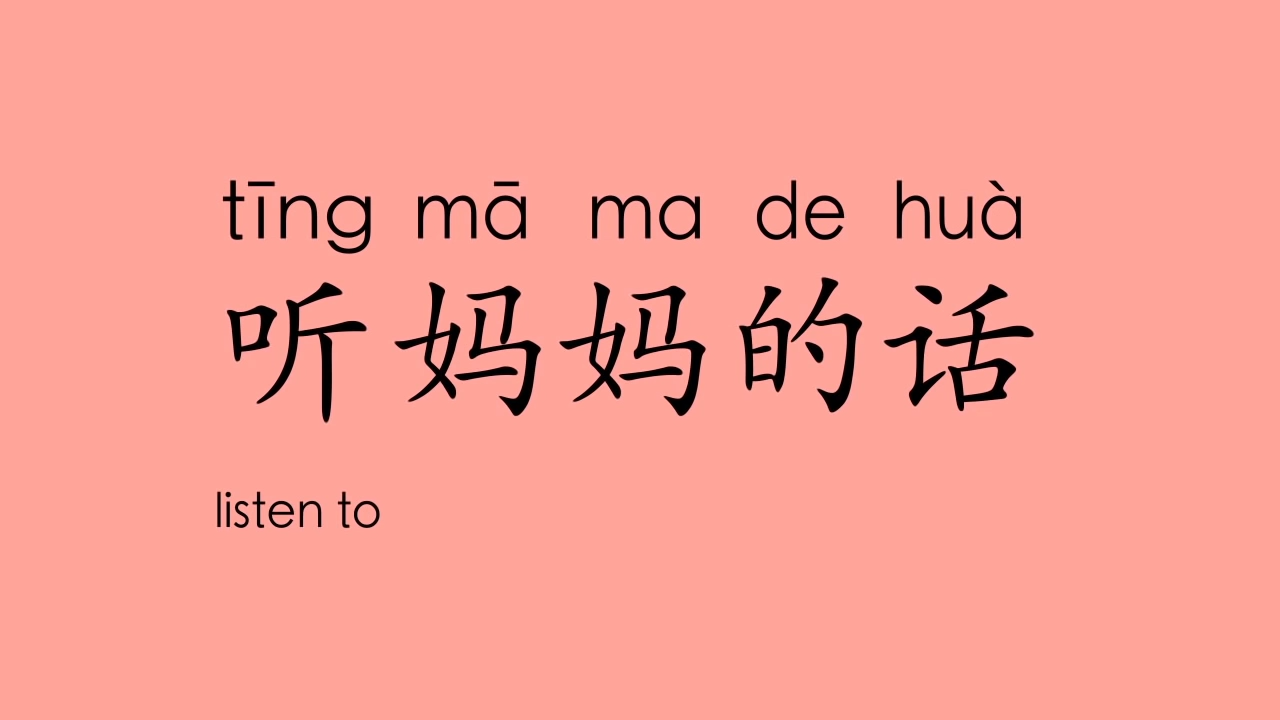 tīng mā ma de huà
听妈妈的话
listen to